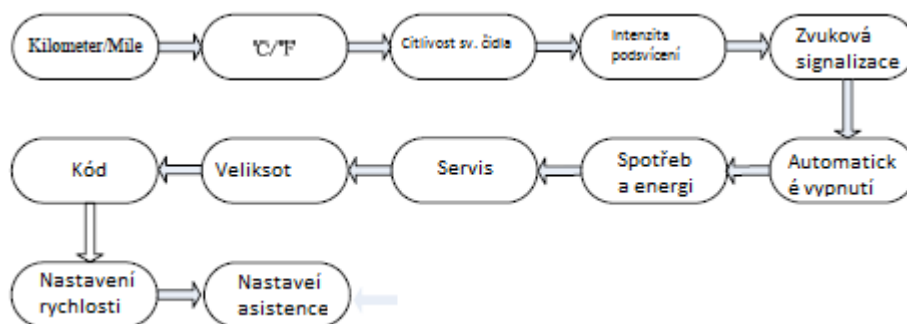 Kilometer/Mile
℃/℉
Citlivost sv. čidla
Intenzita
podsvícení
Zvuková
signalizace
Automatick
é vypnutí
Spotřeb
a energi
Servis
Veliksot
Kód
Nastavení
rychlosti
Nastaveí
asistence